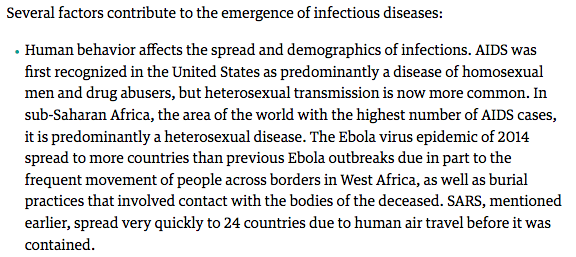 Several factors contribute to the emergence of infectious diseases:
• Human behavior affects the spread and demographics of infections. AIDS was
first recognized in the United States as predominantly a disease of homosexual
men and drug abusers, but heterosexual transmission is now more common. In
sub-Saharan Africa, the area of the world with the highest number of AIDS cases,
it is predominantly a heterosexual disease. The Ebola virus epidemic of 2014
spread to more countries than previous Ebola outbreaks due in part to the
frequent movement of people across borders in West Africa, as well as burial
practices that involved contact with the bodies of the deceased. SARS, mentioned
earlier, spread very quickly to 24 countries due to human air travel before it was
contained.